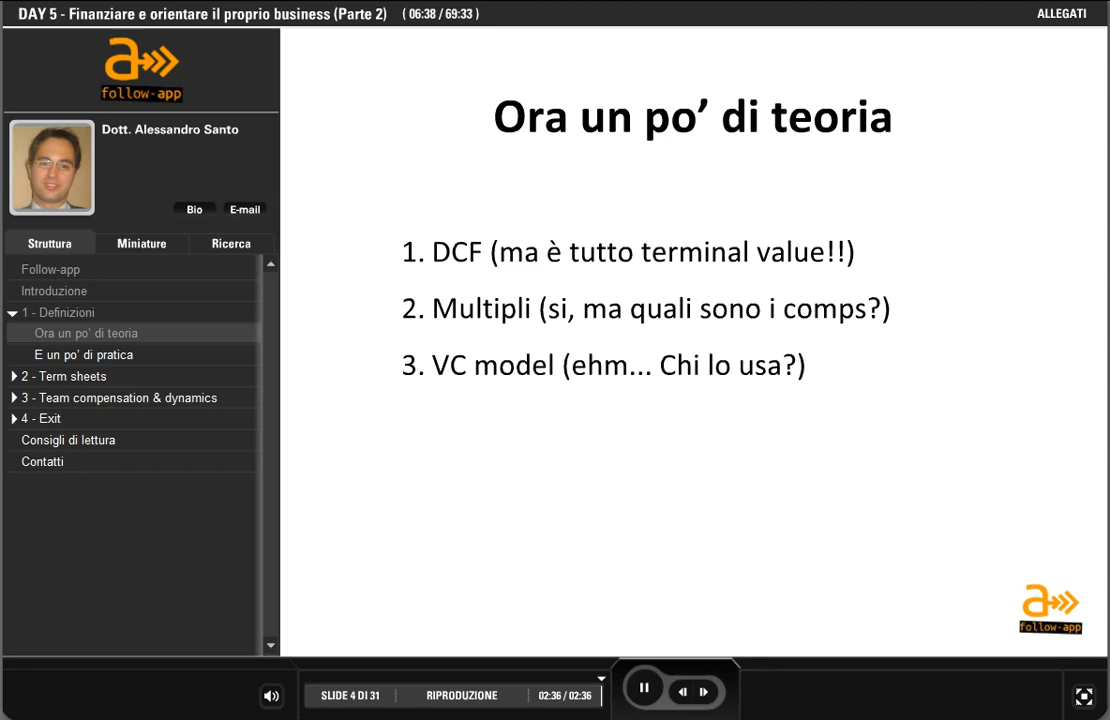 DAY 5 - Finanziare e orientare il proprio business (Parte 2) ( 06:38 / 69:33 )
ALLEGATI
a
follow-app
Dott. Alessandro Santo
Bio
E-mail
Struttura
Miniature
Ricerca
Follow-app
Introduzione
1 - Definizioni
Ora un po' di teoria
E un po' di pratica
2 - Term sheets
3 - Team compensation & dynamics
4 - Exit
Consigli di lettura
Contatti
Ora un po’ di teoria
1. DCF (ma è tutto terminal value!!)
2. Multipli (si, ma quali sono i comps?)
3. VC model (ehm... Chi lo usa?)
a
follow-app
SLIDE 4 DI 31
RIPRODUZIONE
02:36 / 02:36